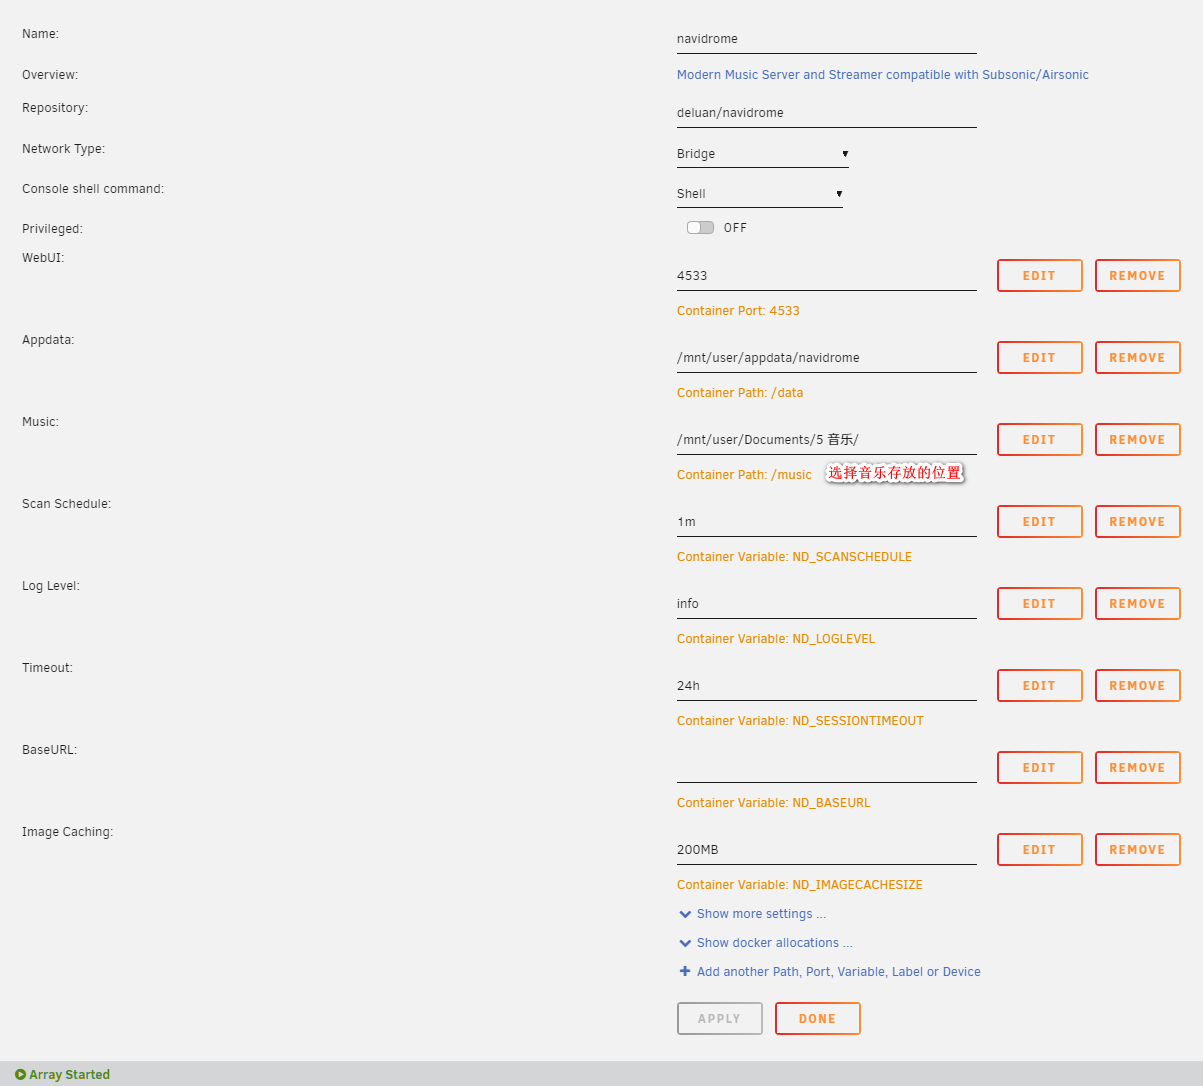 Name:
navidrome
Overview:
Modern Music Server and Streamer compatible with Subsonic/Airsonic
Repository:
deluan/navidrome
Network Type:
Bridge
Console shell command:
Shell
Privileged:
OFF
WebUI:
4533
EDIT
REMOVE
Container Port: 4533
Appdata:
/mnt/user/appdata/navidrome
EDIT
REMOVE
Container Path: /data
Music:
/mnt/user/Documents/5 音乐/
EDIT
REMOVE
Container Path: /music
选择音乐存放的位置
Scan Schedule:
1m
EDIT
REMOVE
Container Variable: ND_SCANSCHEDULE
Log Level:
info
EDIT
REMOVE
Container Variable: ND_LOGLEVEL
Timeout:
24h
EDIT
REMOVE
Container Variable: ND_SESSIONTIMEOUT
BaseURL:
EDIT
REMOVE
Container Variable: ND_BASEURL
Image Caching:
200MB
EDIT
REMOVE
Container Variable: ND_IMAGECACHESIZE
Show more settings ...
Show docker allocations ...
Add another Path, Port, Variable, Label or Device
APPLY
DONE
Array Started